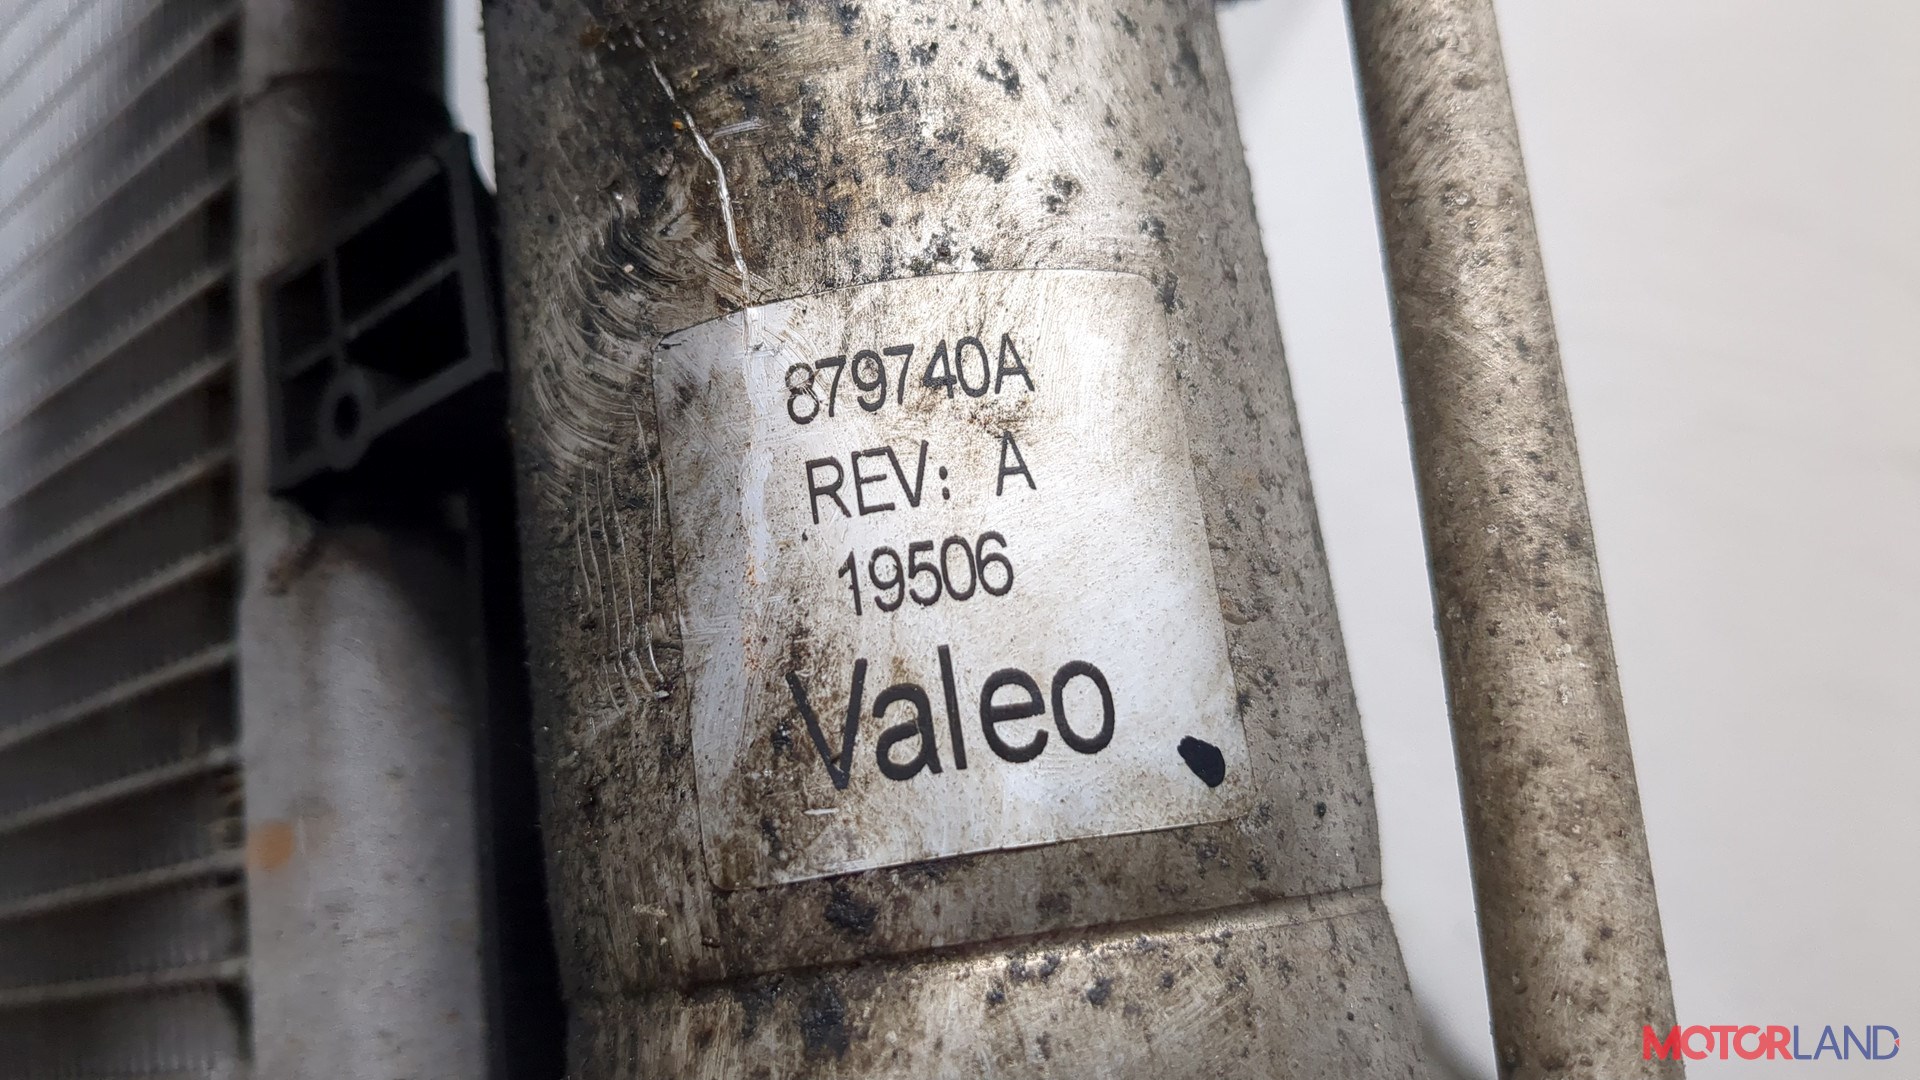 879740A
REV: A
19506
Valeo
MOTORLAND